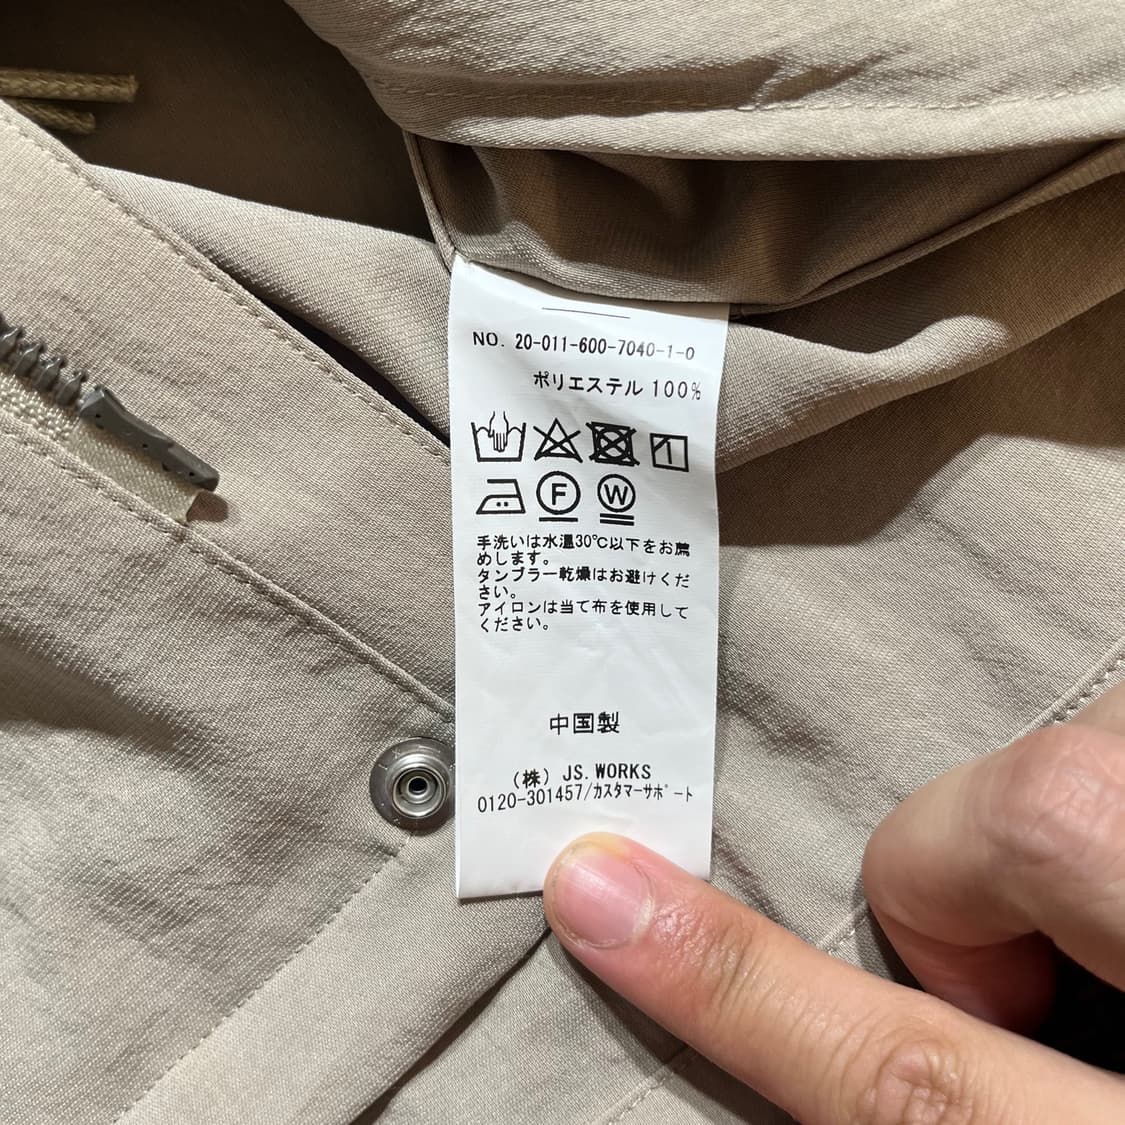 NO. 20-011-600-7040-1-0
ポリエステル 100%
F W
手洗いは水温30℃以下をお薦
めします。
タンブラー乾燥はお避けくだ
さい。
アイロンは当て布を使用して
ください。
中国製
(株) JS.WORKS
0120-301457/カスタマーサポート